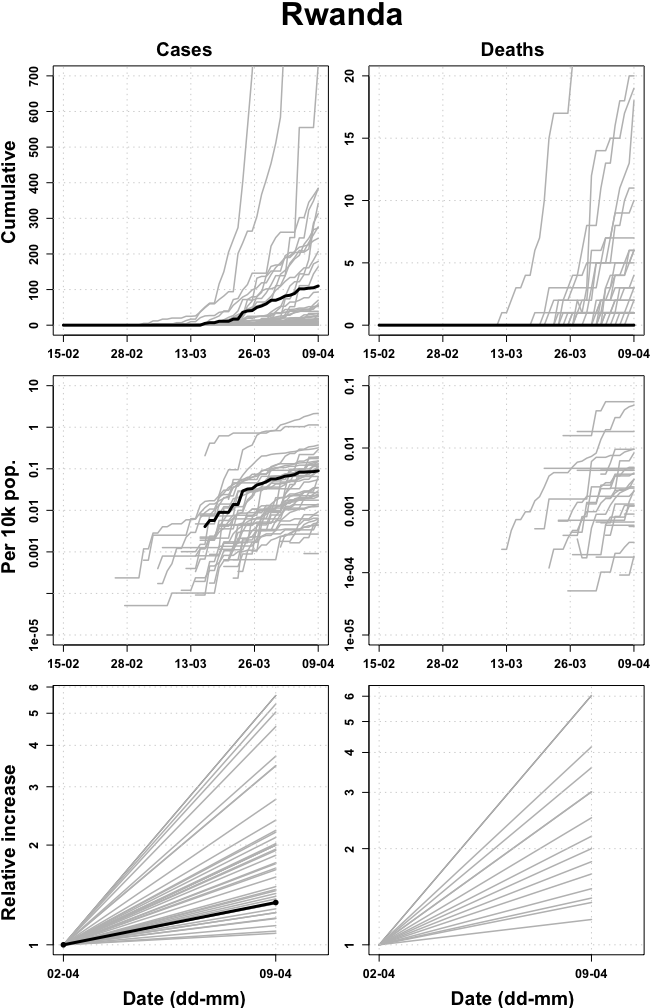 Rwanda
Cases
Deaths
Cumulative
700
600
500
400
300
200
100
0
15-02 28-02 13-03 26-03 09-04
20
15
10
5
0
15-02 28-02 13-03 26-03 09-04
Per 10k pop.
10
1
0.1
0.01
0.001
1e-05
15-02 28-02 13-03 26-03 09-04
0.1
0.01
0.001
1e-04
1e-05
15-02 28-02 13-03 26-03 09-04
Relative increase
6
5
4
3
2
1
02-04 09-04
Date (dd-mm)
6
5
4
3
2
1
02-04 09-04
Date (dd-mm)